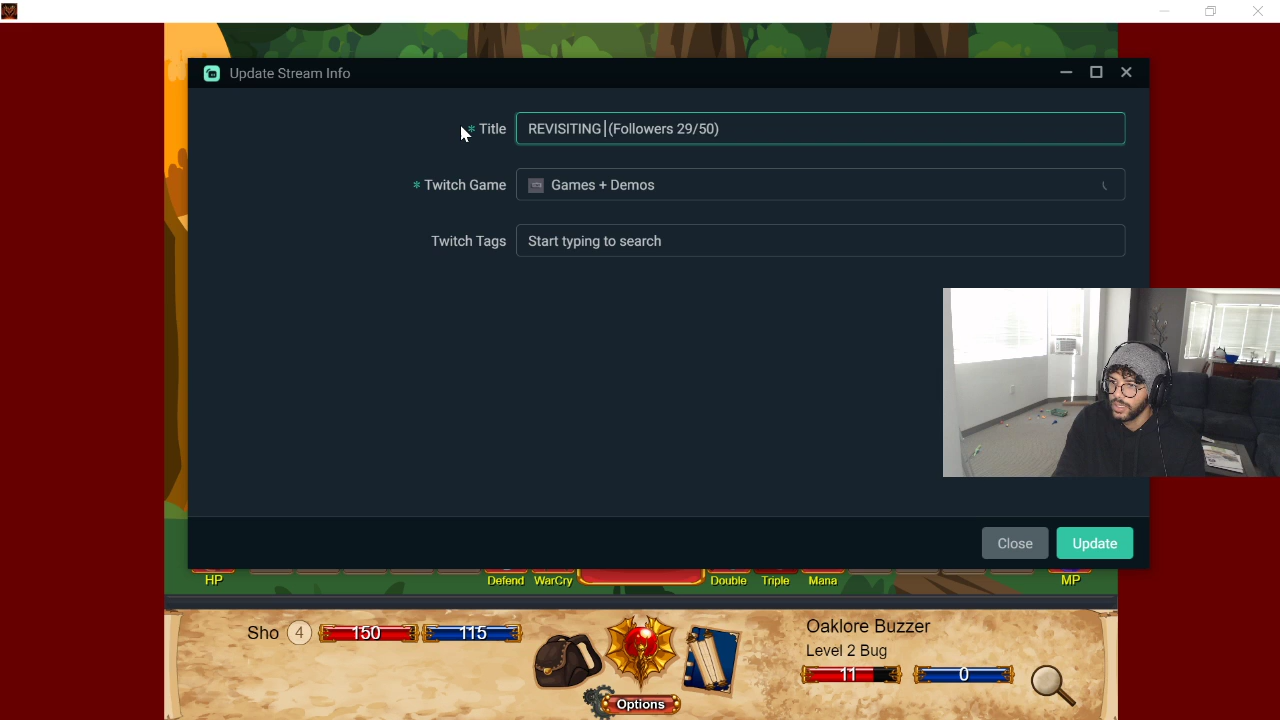 Update Stream Info
* Title REVISITING (Followers 29/50)
* Twitch Game Games + Demos
Twitch Tags Start typing to search
Close Update
HP Defend WarCry Double Triple Mana MP
Sho 4 150 115
Options
Oaklore Buzzer
Level 2 Bug
11 0